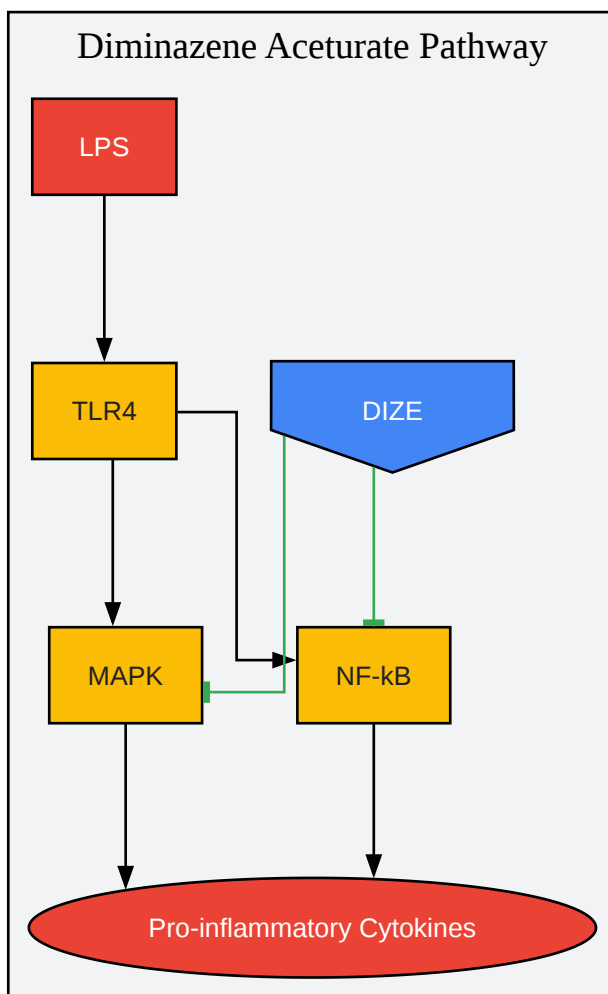 Diminazene Aceturate Pathway
LPS
TLR4
DIZE
MAPK
NF-kB
Pro-inflammatory Cytokines